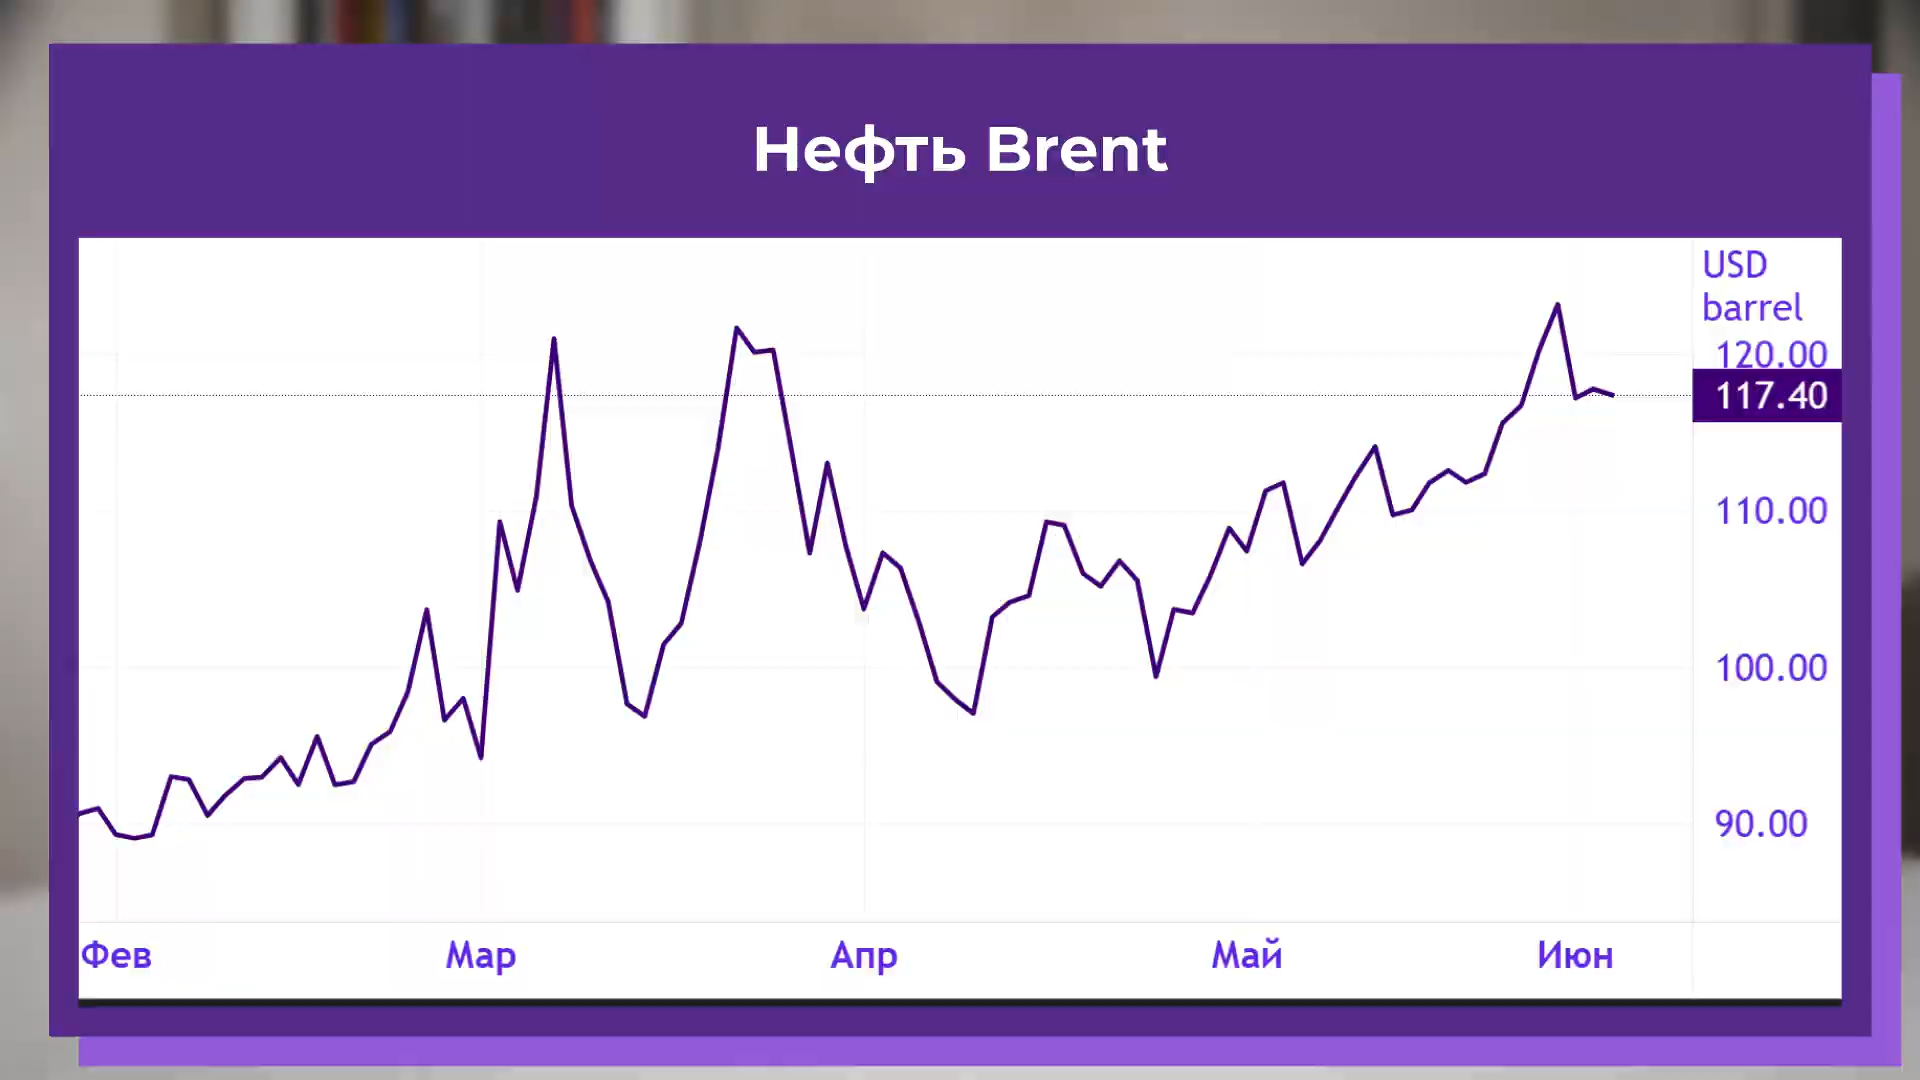 Нефть Brent
USD
barrel
120.00
117.40
110.00
100.00
90.00
Фев Мар Апр Май Июн